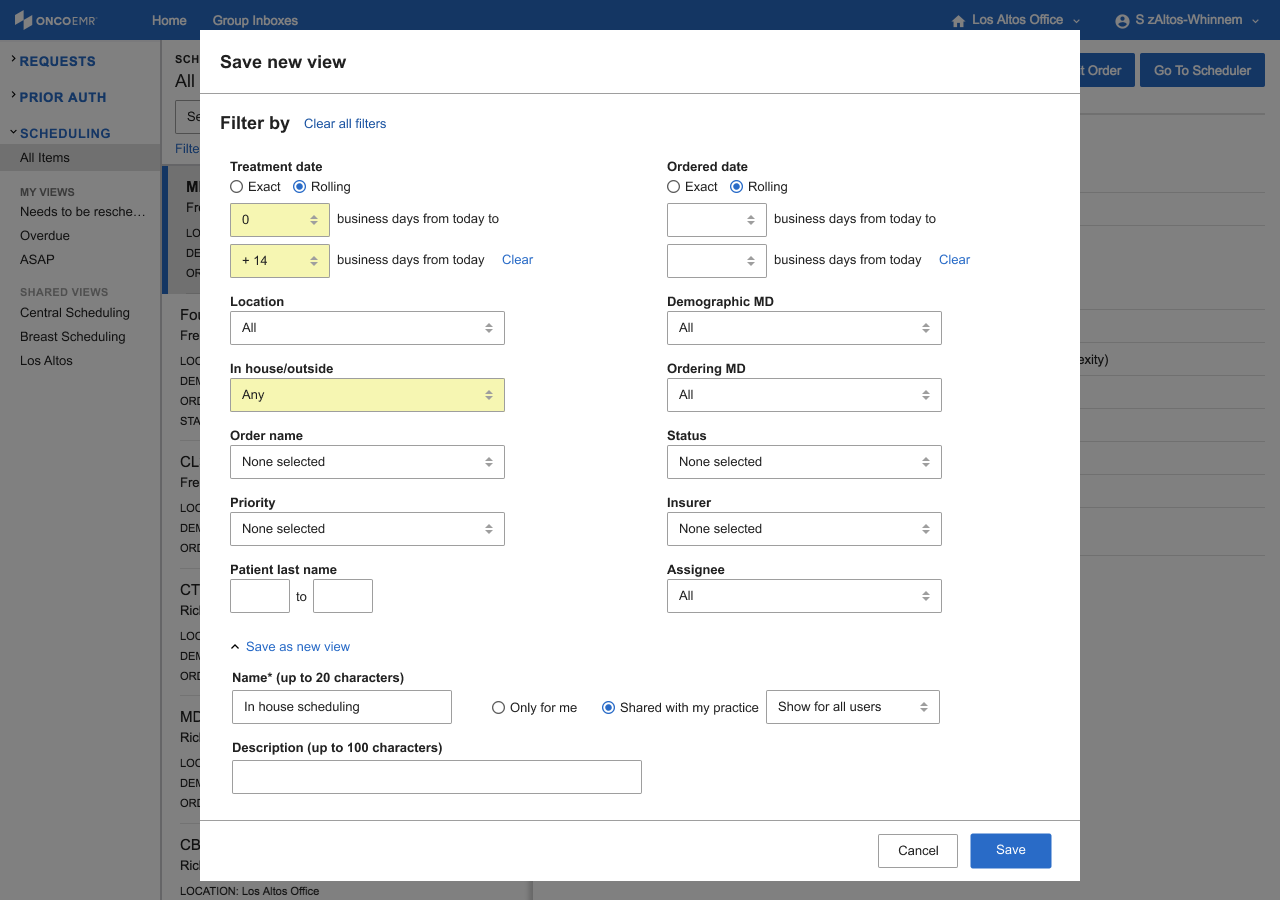 ONCOEMR
Home
Group Inboxes
Los Altos Office
S zAltos-Whinnem
REQUESTS
PRIOR AUTH
SCHEDULING
All Items
MY VIEWS
Needs to be resche...
Overdue
ASAP
SHARED VIEWS
Central Scheduling
Breast Scheduling
Los Altos
SCH
All
Se
Filte
Fre
LO
DE
OR
Fou
Fre
LOC
DEM
ORD
STA
CL
Fre
LOC
DEM
ORD
CT
Rich
LOC
DEM
ORD
MD
Rich
LOC
DEM
ORD
CB
Rich
LOCATION: Los Altos Office
t Order
Go To Scheduler
exity)
Save new view
Filter by
Clear all filters
Treatment date
Exact
Rolling
0
business days from today to
+ 14
business days from today
Clear
Ordered date
Exact
Rolling
business days from today to
business days from today
Clear
Location
All
Demographic MD
All
In house/outside
Any
Ordering MD
All
Order name
None selected
Status
None selected
Priority
None selected
Insurer
None selected
Patient last name
to
Assignee
All
Save as new view
Name* (up to 20 characters)
In house scheduling
Only for me
Shared with my practice
Show for all users
Description (up to 100 characters)
Cancel
Save